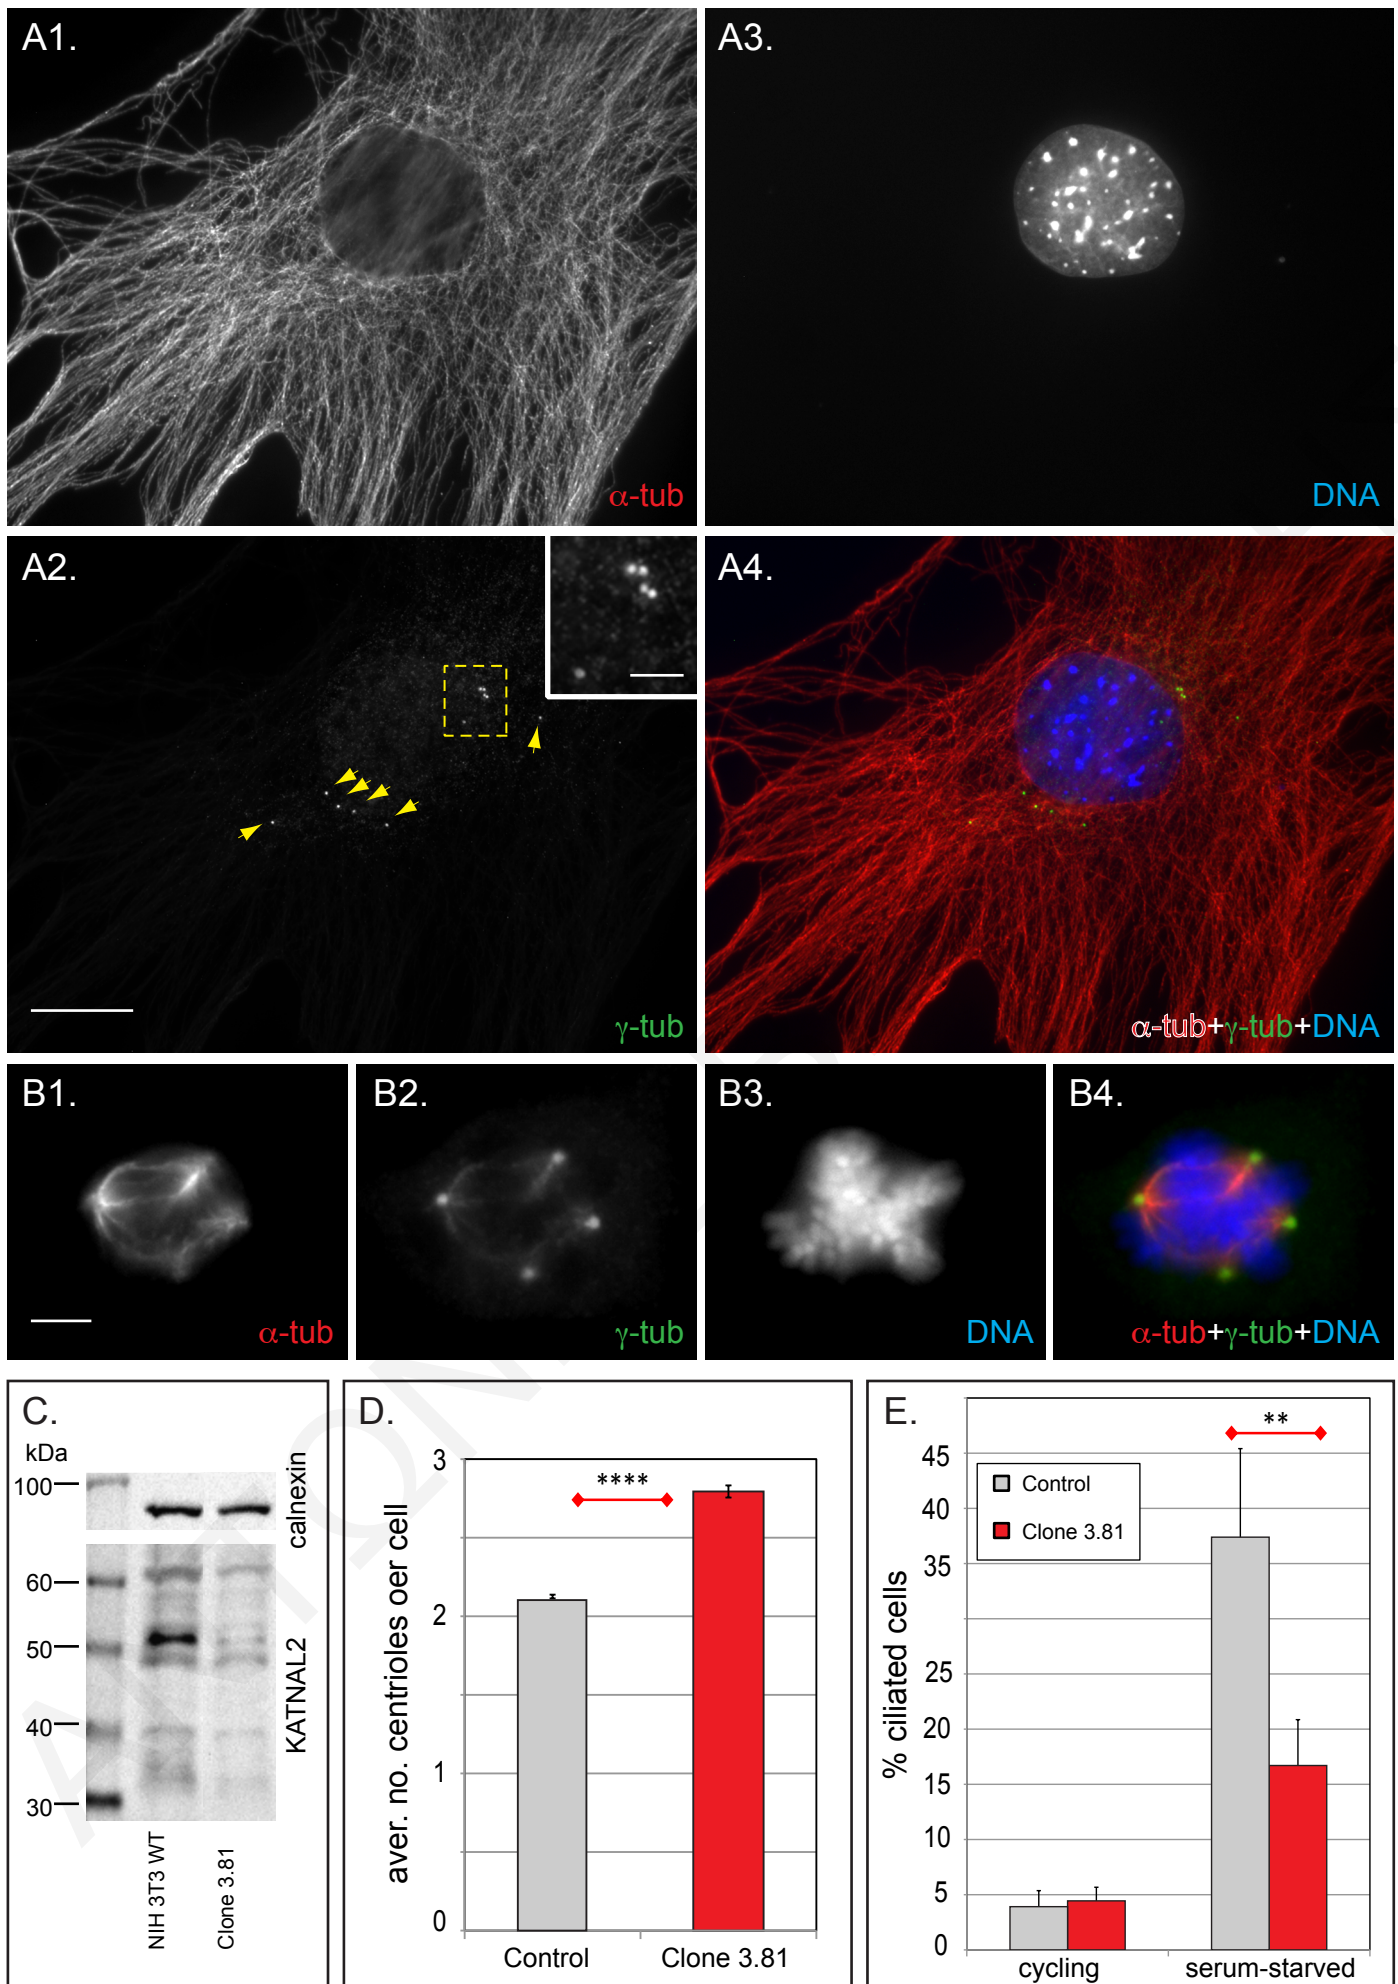 A1.
α-tub
A3.
DNA
A2.
γ-tub
A4.
α-tub+γ-tub+DNA
B1.
α-tub
B2.
γ-tub
B3.
DNA
B4.
α-tub+γ-tub+DNA
C.
kDa
100
60
50
40
30
calnexin
KATNAL2
NIH 3T3 WT
Clone 3.81
D.
aver. no. centrioles oer cell
3
2
1
0
****
Control
Clone 3.81
E.
% ciliated cells
45
40
35
25
20
15
10
5
0
**
Control
Clone 3.81
cycling
serum-starved